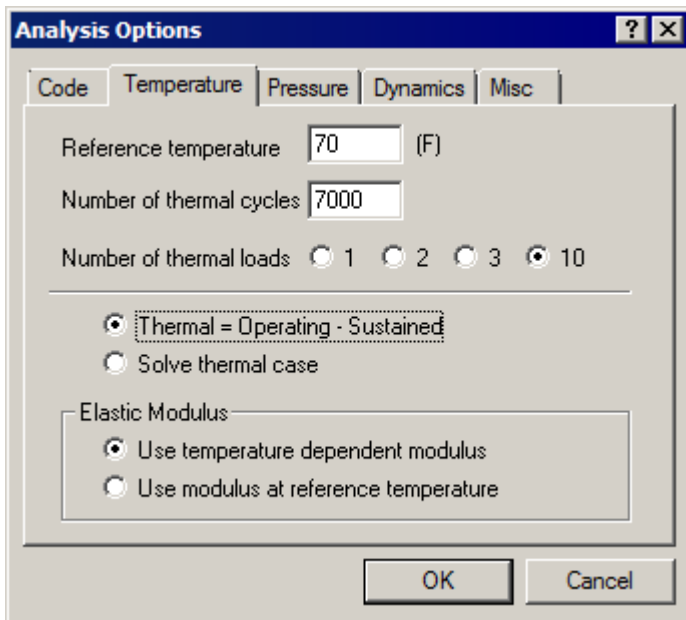 Analysis Options
Code Temperature Pressure Dynamics Misc
Reference temperature 70 (F)
Number of thermal cycles 7000
Number of thermal loads 1 2 3 10
Thermal = Operating - Sustained
Solve thermal case
Elastic Modulus
Use temperature dependent modulus
Use modulus at reference temperature
OK Cancel